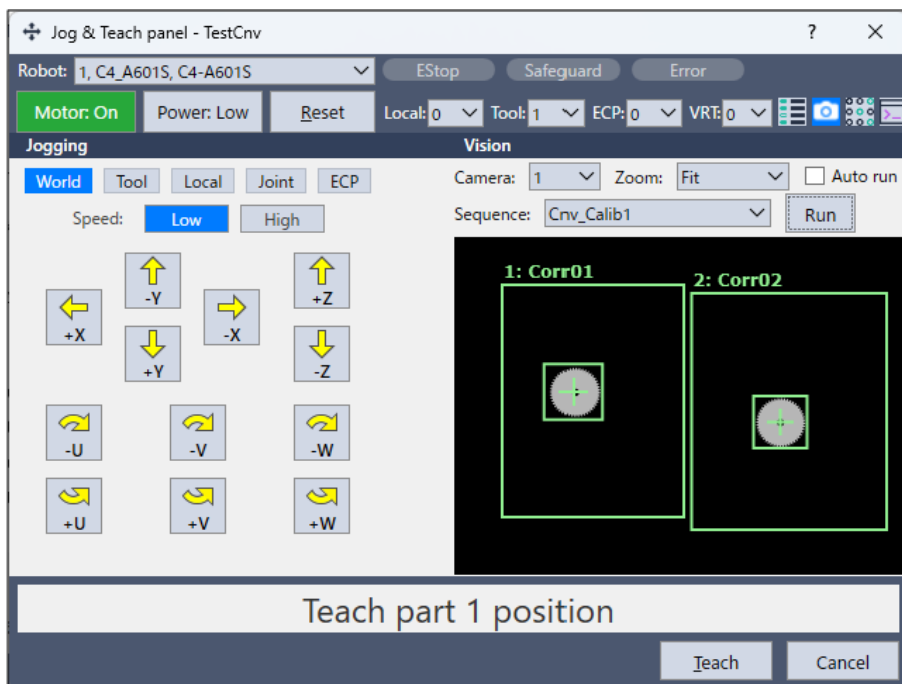 Jog & Teach panel - TestCnv ?
Robot: 1, C4_A601S, C4-A601S EStop Safeguard Error
Motor: On Power: Low Reset Local: 0 Tool: 1 ECP: 0 VRT: 0
Jogging
World Tool Local Joint ECP
Speed: Low High
-Y +Z
+X -X
+Y -Z
-U -V -W
+U +V +W
Vision
Camera: 1 Zoom: Fit Auto run
Sequence: Cnv_Calib1 Run
1: Corr01 2: Corr02
Teach part 1 position
Teach Cancel